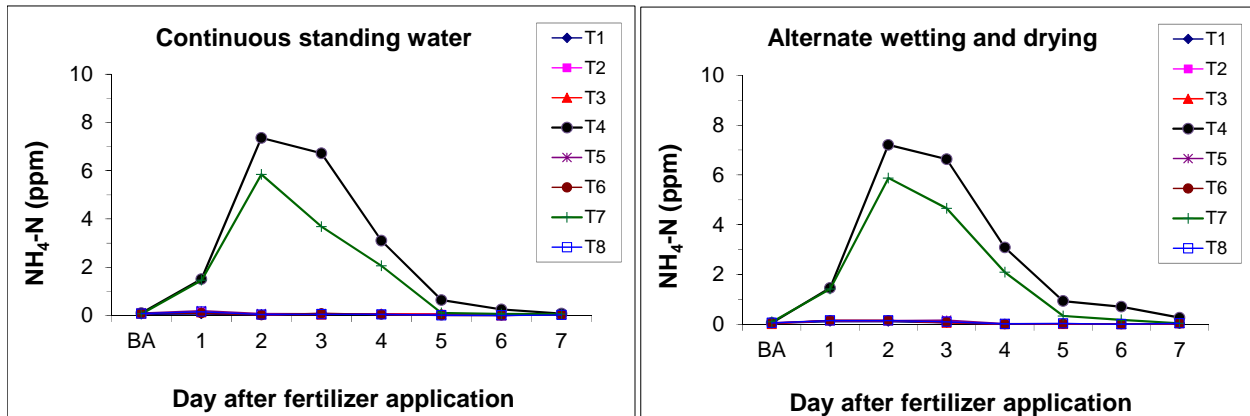 Continuous standing water
NH4-N (ppm)
10
8
6
4
2
0
BA 1 2 3 4 5 6 7
Day after fertilizer application
T1
T2
T3
T4
T5
T6
T7
T8
Alternate wetting and drying
NH4-N (ppm)
10
8
6
4
2
0
BA 1 2 3 4 5 6 7
Day after fertilizer application
T1
T2
T3
T4
T5
T6
T7
T8